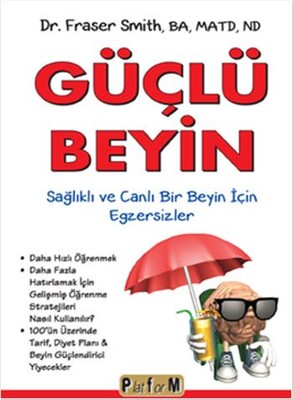 Dr. Fraser Smith, BA, MATD, ND
GÜÇLÜ
BEYİN
Sağlıklı ve Canlı Bir Beyin İçin
Egzersizler
• Daha Hızlı Öğrenmek
• Daha Fazla
Hatırlamak İçin
Gelişmiş Öğrenme
Stratejileri
Nasıl Kullanılır?
• 100'ün Üzerinde
Tarif, Diyet Planı &
Beyin Güçlendirici
Yiyecekler
PlatforM